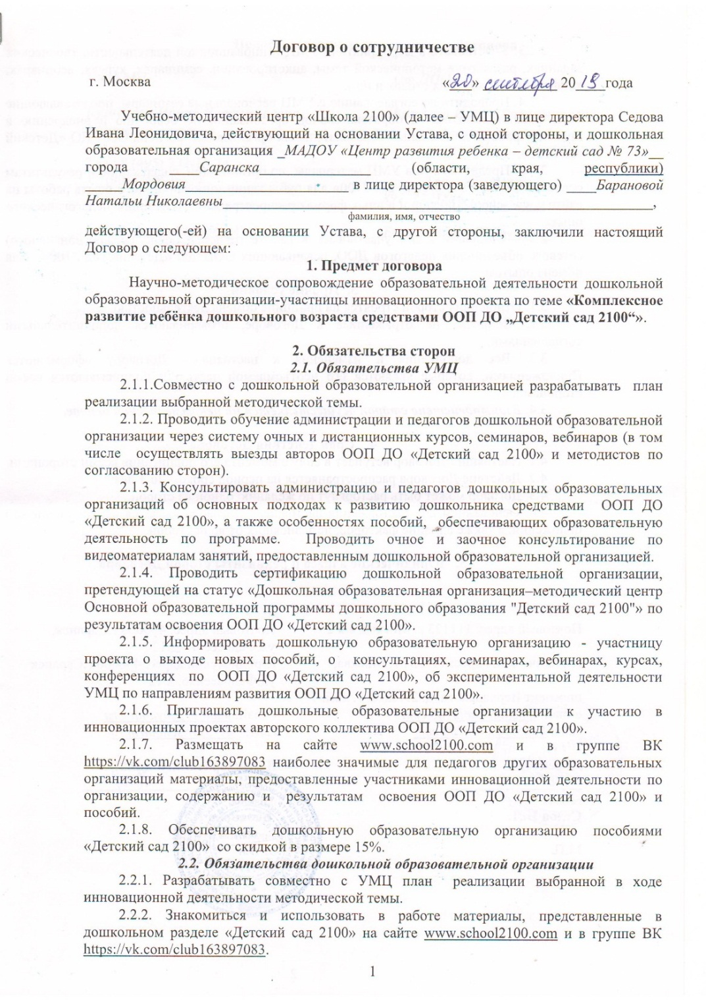 Договор о сотрудничестве
г. Москва «20» сентября 2019 года
Учебно-методический центр «Школа 2100» (далее – УМЦ) в лице директора Седова
Ивана Леонидовича, действующий на основании Устава, с одной стороны, и дошкольная
образовательная организация _МАДОУ «Центр развития ребенка – детский сад № 73»__
города ____Саранска_______________ (области, край, республики)
_____Мордовия______________________ в лице директора (заведующего) ____Барановой
Натальи Николаевны___________________________________________________________,
фамилия, имя, отчество
действующего(-ей) на основании Устава, с другой стороны, заключили настоящий
Договор о следующем:
1. Предмет договора
Научно-методическое сопровождение образовательной деятельности дошкольной
образовательной организации-участницы инновационного проекта по теме «Комплексное
развитие ребёнка дошкольного возраста средствами ООП ДО „Детский сад 2100“».
2. Обязательства сторон
2.1. Обязательства УМЦ
2.1.1.Совместно с дошкольной образовательной организацией разрабатывать план
реализации выбранной методической темы.
2.1.2. Проводить обучение администрации и педагогов дошкольной образовательной
организации через систему очных и дистанционных курсов, семинаров, вебинаров (в том
числе осуществлять выезды авторов ООП ДО «Детский сад 2100» и методистов по
согласованию сторон).
2.1.3. Консультировать администрацию и педагогов дошкольных образовательных
организаций об основных подходах к развитию дошкольника средствами ООП ДО
«Детский сад 2100», а также особенностях пособий, обеспечивающих образовательную
деятельность по программе. Проводить очное и заочное консультирование по
видеоматериалам занятий, предоставленным дошкольной образовательной организацией.
2.1.4. Проводить сертификацию дошкольной образовательной организации,
претендующей на статус «Дошкольная образовательная организация–методический центр
Основной образовательной программы дошкольного образования "Детский сад 2100"» по
результатам освоения ООП ДО «Детский сад 2100».
2.1.5. Информировать дошкольную образовательную организацию - участницу
проекта о выходе новых пособий, о консультациях, семинарах, вебинарах, курсах,
конференциях по ООП ДО «Детский сад 2100», об экспериментальной деятельности
УМЦ по направлениям развития ООП ДО «Детский сад 2100».
2.1.6. Приглашать дошкольные образовательные организации к участию в
инновационных проектах авторского коллектива ООП ДО «Детский сад 2100».
2.1.7. Размещать на сайте www.school2100.com и в группе ВК
https://vk.com/club163897083 наиболее значимые для педагогов других образовательных
организаций материалы, предоставленные участниками инновационной деятельности по
организации, содержанию и результатам освоения ООП ДО «Детский сад 2100» и
пособий.
2.1.8. Обеспечивать дошкольную образовательную организацию пособиями
«Детский сад 2100» со скидкой в размере 15%.
2.2. Обязательства дошкольной образовательной организации
2.2.1. Разрабатывать совместно с УМЦ план реализации выбранной в ходе
инновационной деятельности методической темы.
2.2.2. Знакомиться и использовать в работе материалы, представленные в
дошкольном разделе «Детский сад 2100» на сайте www.school2100.com и в группе ВК
https://vk.com/club163897083.
1